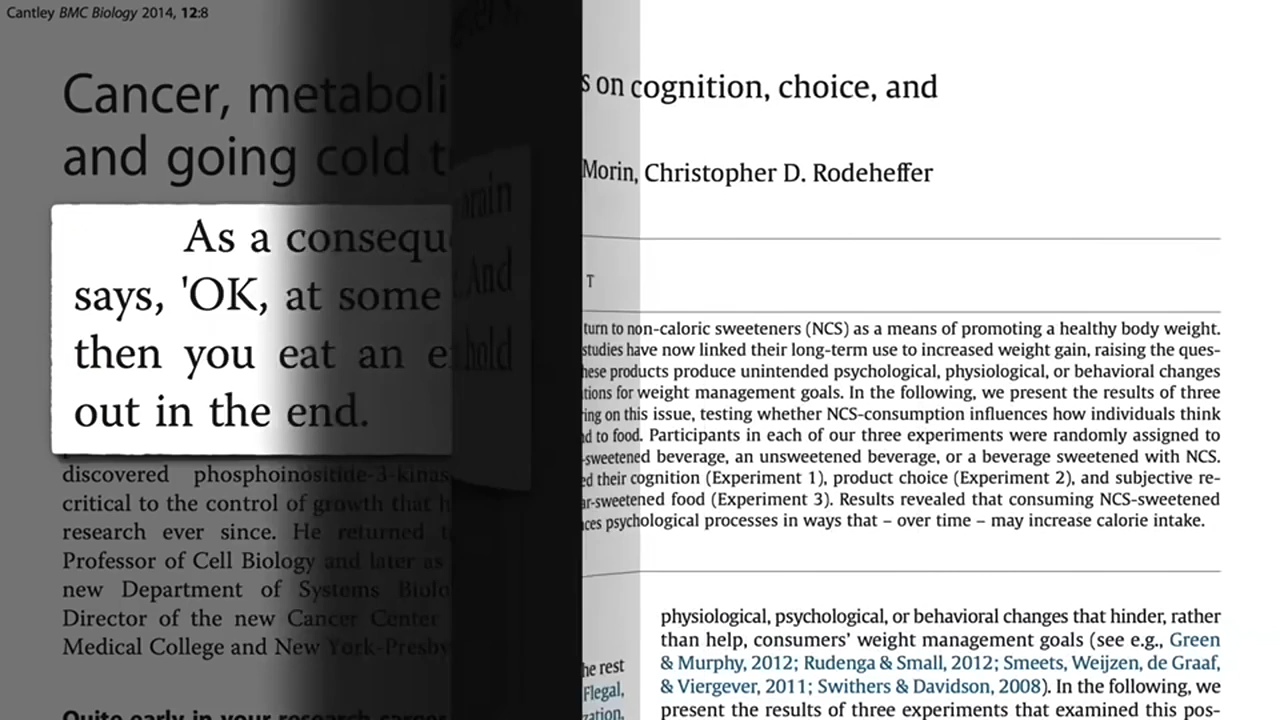 Cantley BMC Biology 2014, 12:8
Cancer, metaboli
and going cold t
As a consequ
says, 'OK, at some
then you eat an e
out in the end.
discovered phosphoinositide-3-kinas
critical to the control of growth that h
research ever since. He returned t
Professor of Cell Biology and later as
new Department of Systems Biolo
Director of the new Cancer Center
Medical College and New York-Presby
Quite early in your research career
And
hold
s on cognition, choice, and
Morin, Christopher D. Rodeheffer
T
turn to non-caloric sweeteners (NCS) as a means of promoting a healthy body weight.
studies have now linked their long-term use to increased weight gain, raising the ques-
hese products produce unintended psychological, physiological, or behavioral changes
tions for weight management goals. In the following, we present the results of three
ring on this issue, testing whether NCS-consumption influences how individuals think
nd to food. Participants in each of our three experiments were randomly assigned to
-sweetened beverage, an unsweetened beverage, or a beverage sweetened with NCS.
ed their cognition (Experiment 1), product choice (Experiment 2), and subjective re-
ar-sweetened food (Experiment 3). Results revealed that consuming NCS-sweetened
ces psychological processes in ways that – over time – may increase calorie intake.
he rest
Flegal,
zation,
physiological, psychological, or behavioral changes that hinder, rather
than help, consumers' weight management goals (see e.g., Green
& Murphy, 2012; Rudenga & Small, 2012; Smeets, Weijzen, de Graaf,
& Viergever, 2011; Swithers & Davidson, 2008). In the following, we
present the results of three experiments that examined this pos-